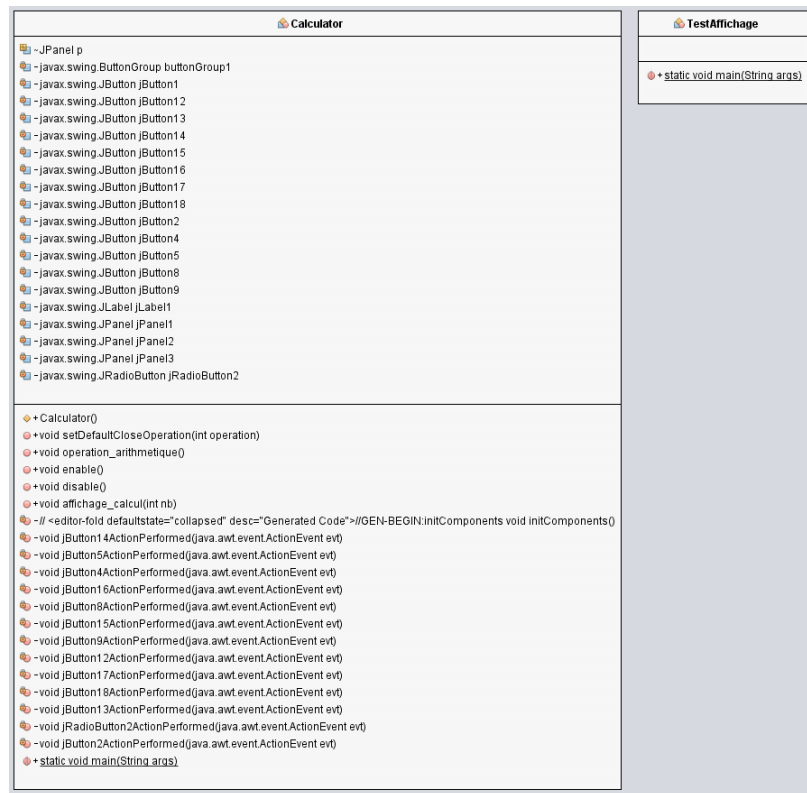 Calculator
~JPanel p
-javax.swing.ButtonGroup buttonGroup1
-javax.swing.JButton jButton1
-javax.swing.JButton jButton12
-javax.swing.JButton jButton13
-javax.swing.JButton jButton14
-javax.swing.JButton jButton15
-javax.swing.JButton jButton16
-javax.swing.JButton jButton17
-javax.swing.JButton jButton18
-javax.swing.JButton jButton2
-javax.swing.JButton jButton4
-javax.swing.JButton jButton5
-javax.swing.JButton jButton8
-javax.swing.JButton jButton9
-javax.swing.JLabel jLabel1
-javax.swing.JPanel jPanel1
-javax.swing.JPanel jPanel2
-javax.swing.JPanel jPanel3
-javax.swing.JRadioButton jRadioButton2
+Calculator()
+void setDefaultCloseOperation(int operation)
+void operation_arithmetique()
+void enable()
+void disable()
+void affichage_calcul(int nb)
-// <editor-fold defaultstate="collapsed" desc="Generated Code">//GEN-BEGIN:initComponents void initComponents()
-void jButton14ActionPerformed(java.awt.event.ActionEvent evt)
-void jButton5ActionPerformed(java.awt.event.ActionEvent evt)
-void jButton4ActionPerformed(java.awt.event.ActionEvent evt)
-void jButton16ActionPerformed(java.awt.event.ActionEvent evt)
-void jButton8ActionPerformed(java.awt.event.ActionEvent evt)
-void jButton15ActionPerformed(java.awt.event.ActionEvent evt)
-void jButton9ActionPerformed(java.awt.event.ActionEvent evt)
-void jButton12ActionPerformed(java.awt.event.ActionEvent evt)
-void jButton17ActionPerformed(java.awt.event.ActionEvent evt)
-void jButton18ActionPerformed(java.awt.event.ActionEvent evt)
-void jButton13ActionPerformed(java.awt.event.ActionEvent evt)
-void jRadioButton2ActionPerformed(java.awt.event.ActionEvent evt)
-void jButton2ActionPerformed(java.awt.event.ActionEvent evt)
+static void main(String args)
TestAffichage
+static void main(String args)